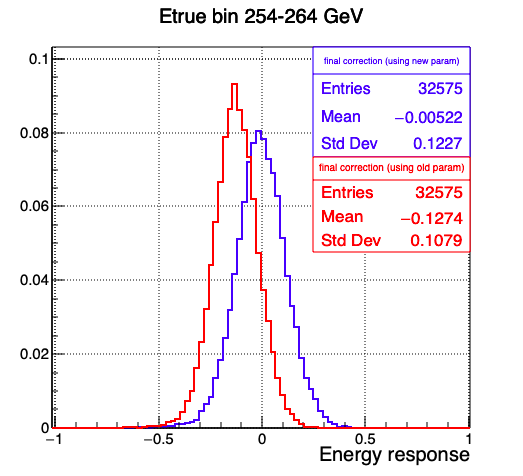 Etrue bin 254-264 GeV
final correction (using new param)
Entries 32575
Mean −0.00522
Std Dev 0.1227
final correction (using old param)
Entries 32575
Mean −0.1274
Std Dev 0.1079
0.1
0.08
0.06
0.04
0.02
0
−1 −0.5 0 0.5 1
Energy response